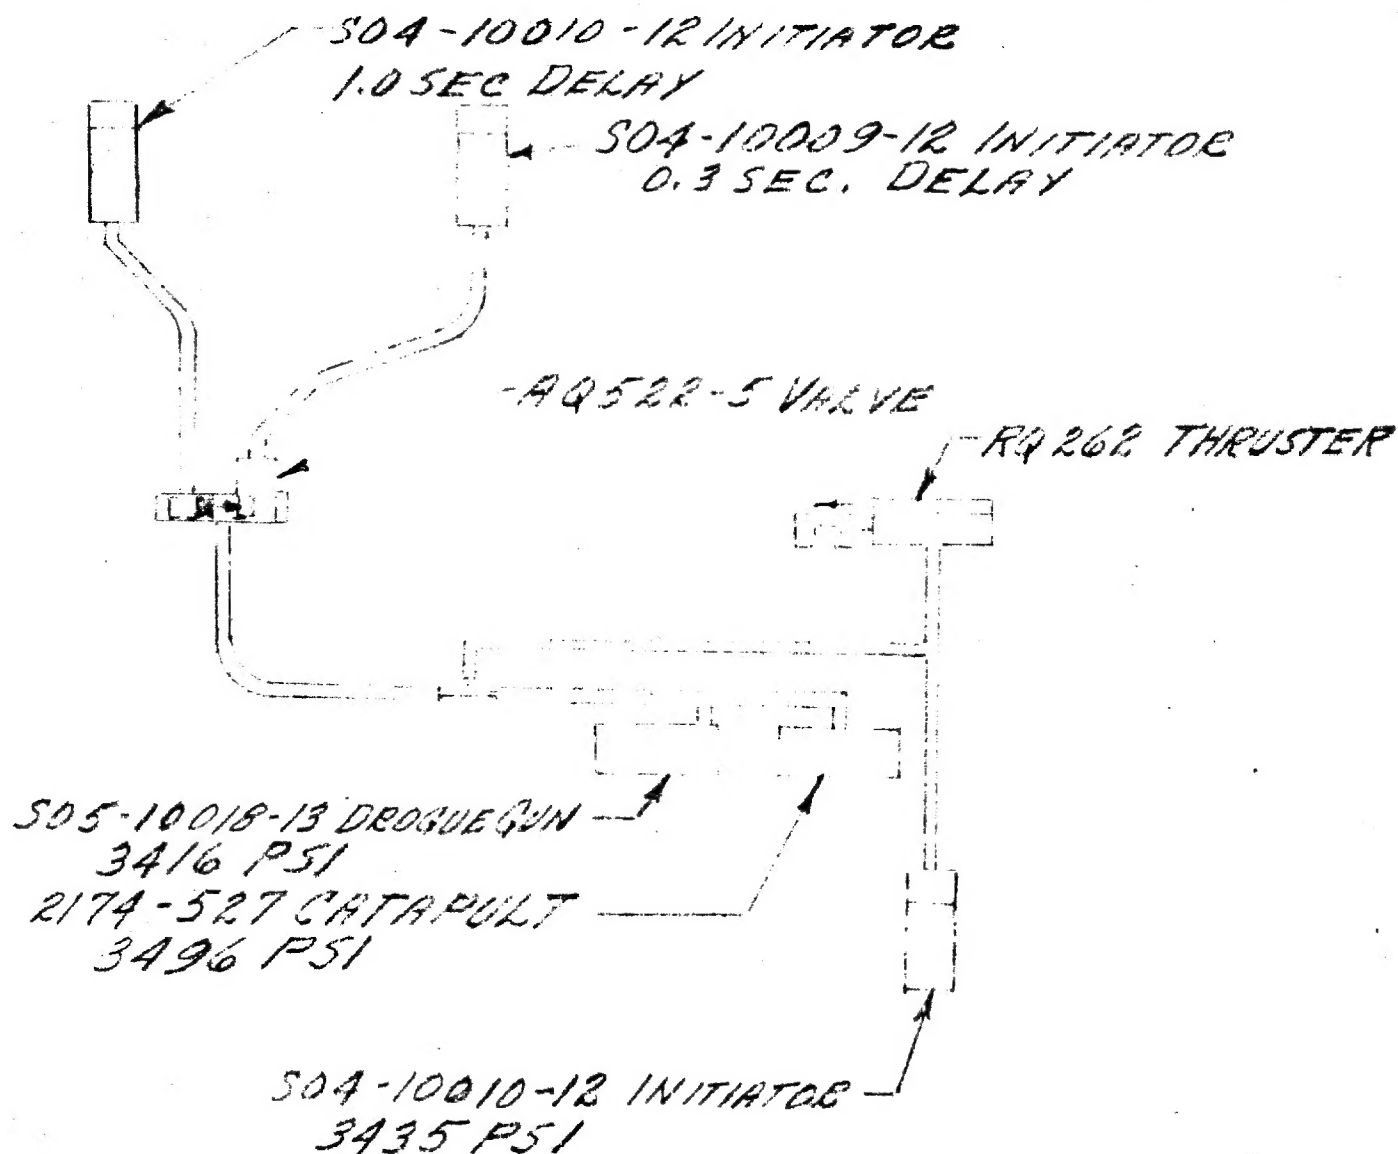 S04-10010-12 INITIATOR
1.0 SEC DELAY
S04-10009-12 INITIATOR
0.3 SEC. DELAY
-AQ522-5 VALVE
RQ262 THRUSTER
S05-10018-13 DROGUE GUN
3416 PSI
2174-527 CATAPULT
3496 PSI
S04-10010-12 INITIATOR
3435 PSI